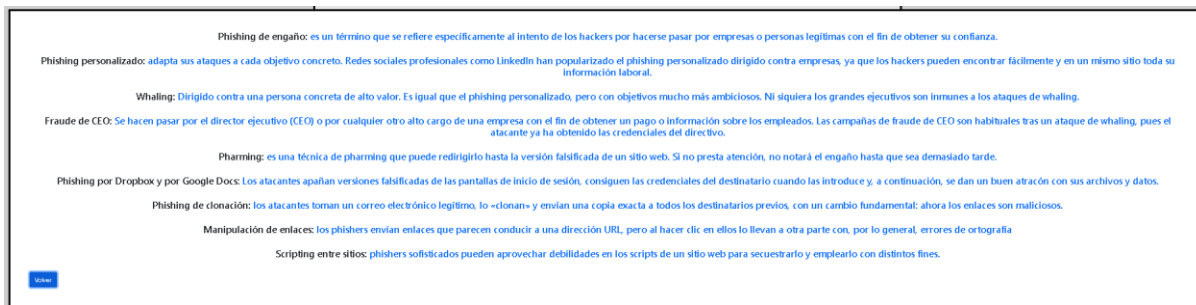 Phishing de engaño: es un término que se refiere específicamente al intento de los hackers por hacerse pasar por empresas o personas legítimas con el fin de obtener su confianza.
Phishing personalizado: adapta sus ataques a cada objetivo concreto. Redes sociales profesionales como LinkedIn han popularizado el phishing personalizado dirigido contra empresas, ya que los hackers pueden encontrar fácilmente y en un mismo sitio toda su
información laboral.
Whaling: Dirigido contra una persona concreta de alto valor. Es igual que el phishing personalizado, pero con objetivos mucho más ambiciosos. Ni siquiera los grandes ejecutivos son inmunes a los ataques de whaling.
Fraude de CEO: Se hacen pasar por el director ejecutivo (CEO) o por cualquier otro alto cargo de una empresa con el fin de obtener un pago o información sobre los empleados. Las campañas de fraude de CEO son habituales tras un ataque de whaling, pues el
atacante ya ha obtenido las credenciales del directivo.
Pharming: es una técnica de pharming que puede redirigirlo hasta la versión falsificada de un sitio web. Si no presta atención, no notará el engaño hasta que sea demasiado tarde.
Phishing por Dropbox y por Google Docs: Los atacantes apañan versiones falsificadas de las pantallas de inicio de sesión, consiguen las credenciales del destinatario cuando las introduce y, a continuación, se dan un buen atracón con sus archivos y datos.
Phishing de clonación: los atacantes toman un correo electrónico legítimo, lo «clonan» y envían una copia exacta a todos los destinatarios previos, con un cambio fundamental: ahora los enlaces son maliciosos.
Manipulación de enlaces: los phishers envían enlaces que parecen conducir a una dirección URL, pero al hacer clic en ellos lo llevan a otra parte con, por lo general, errores de ortografía
Scripting entre sitios: phishers sofisticados pueden aprovechar debilidades en los scripts de un sitio web para secuestrarlo y emplearlo con distintos fines.
Volver